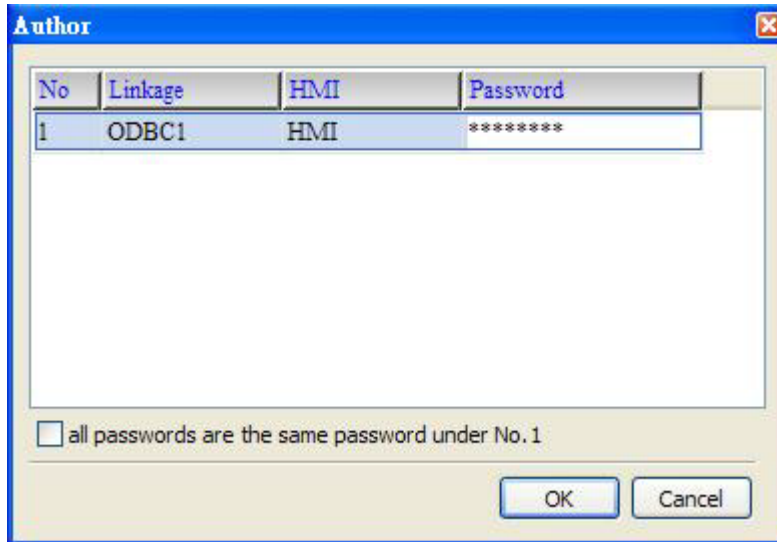 Author
No Linkage HMI Password
1 ODBC1 HMI ********
all passwords are the same password under No.1
OK Cancel